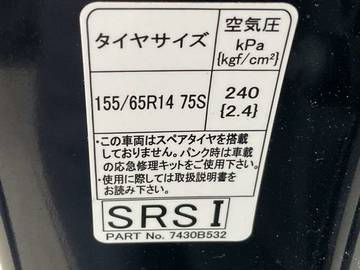 タイヤサイズ
空気圧
kPa
{kgf/cm²}
155/65R14 75S
240
{2.4}
・この車両はスペアタイヤを搭載
しておりません。パンク時は車載
の応急修理キットをご使用下さい。
・使用に際しては取扱説明書を
お読み下さい。
SRS I
PART No. 7430B532